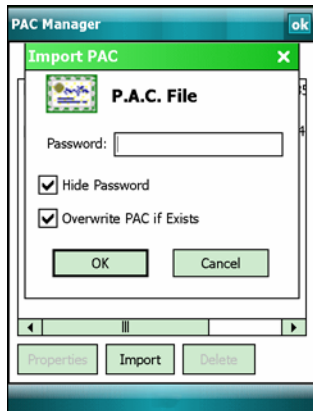 PAC Manager ok
Import PAC
P.A.C. File
Password:
Hide Password
Overwrite PAC if Exists
OK Cancel
Properties Import Delete